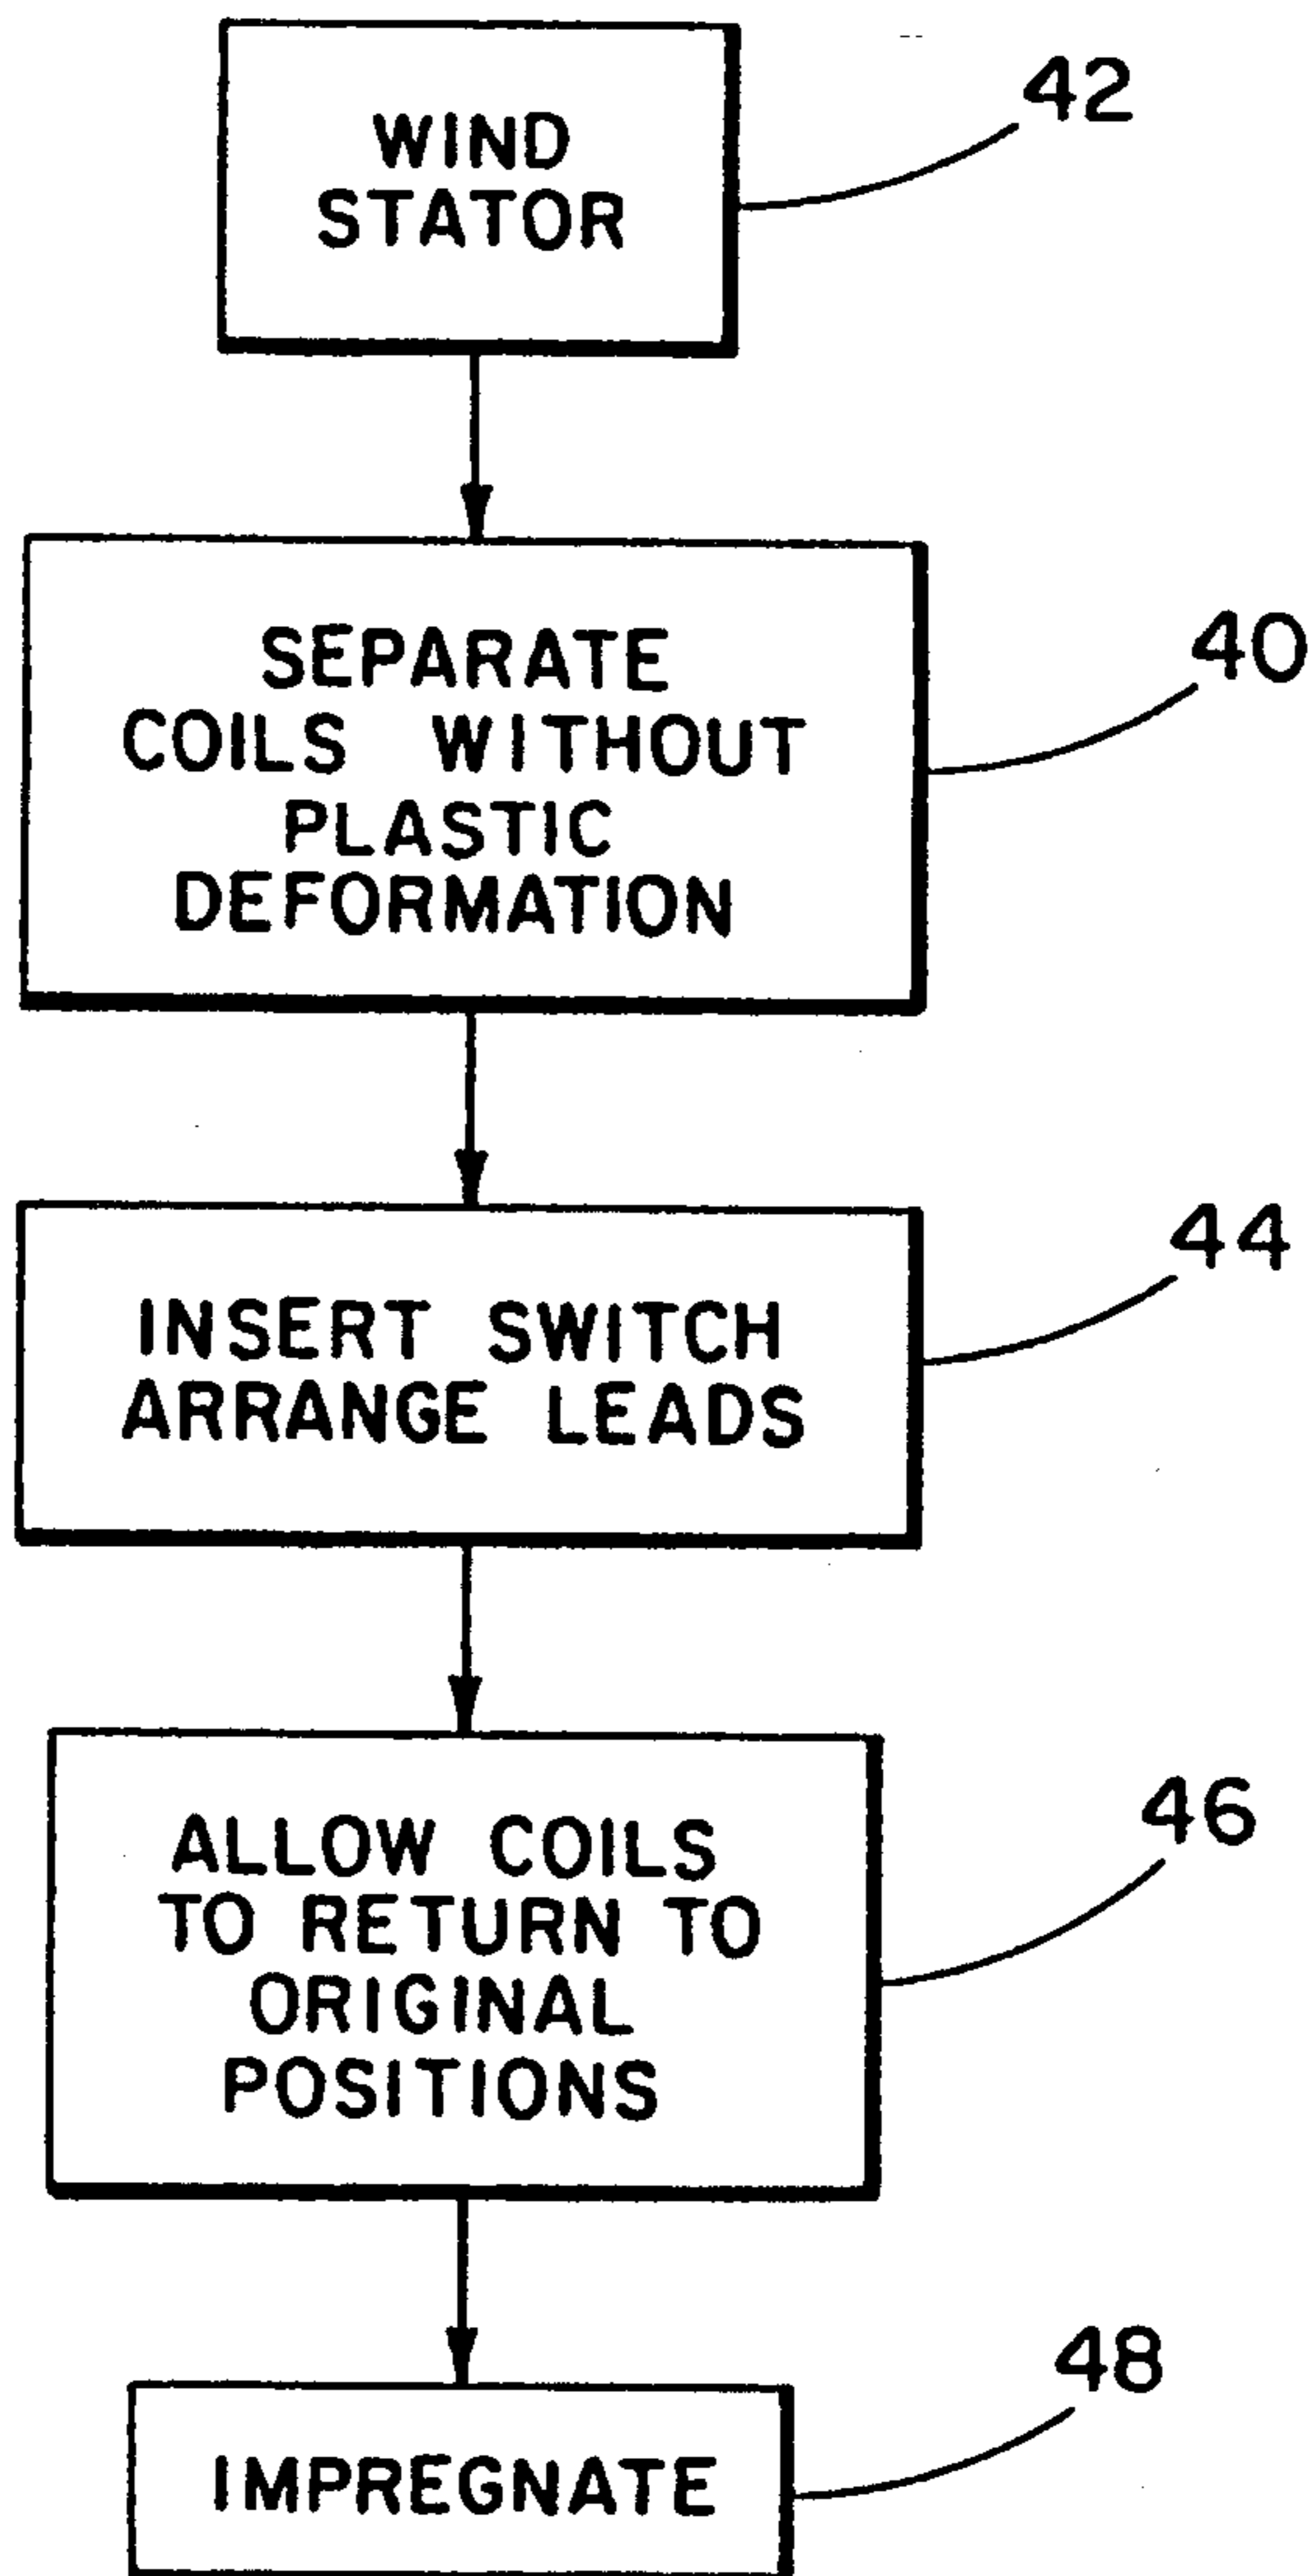 WIND
STATOR
42
SEPARATE
COILS WITHOUT
PLASTIC
DEFORMATION
40
INSERT SWITCH
ARRANGE LEADS
44
ALLOW COILS
TO RETURN TO
ORIGINAL
POSITIONS
46
IMPREGNATE
48